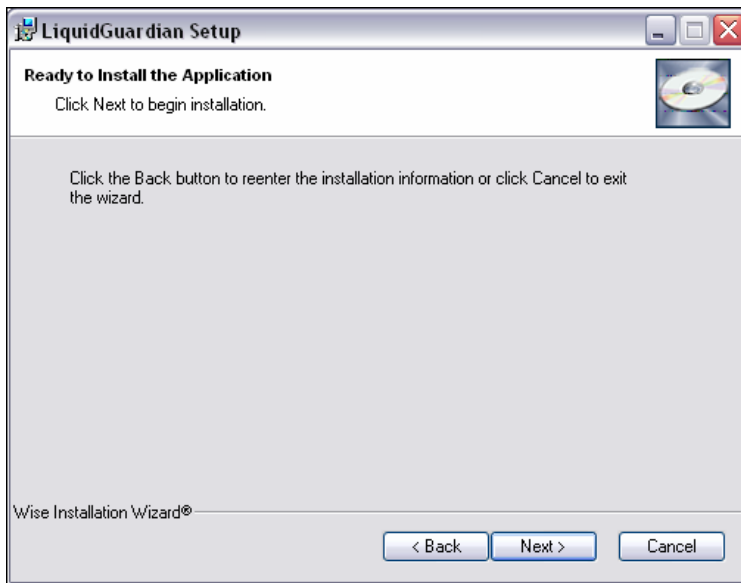 LiquidGuardian Setup
Ready to Install the Application
Click Next to begin installation.
Click the Back button to reenter the installation information or click Cancel to exit
the wizard.
Wise Installation Wizard®
< Back Next > Cancel